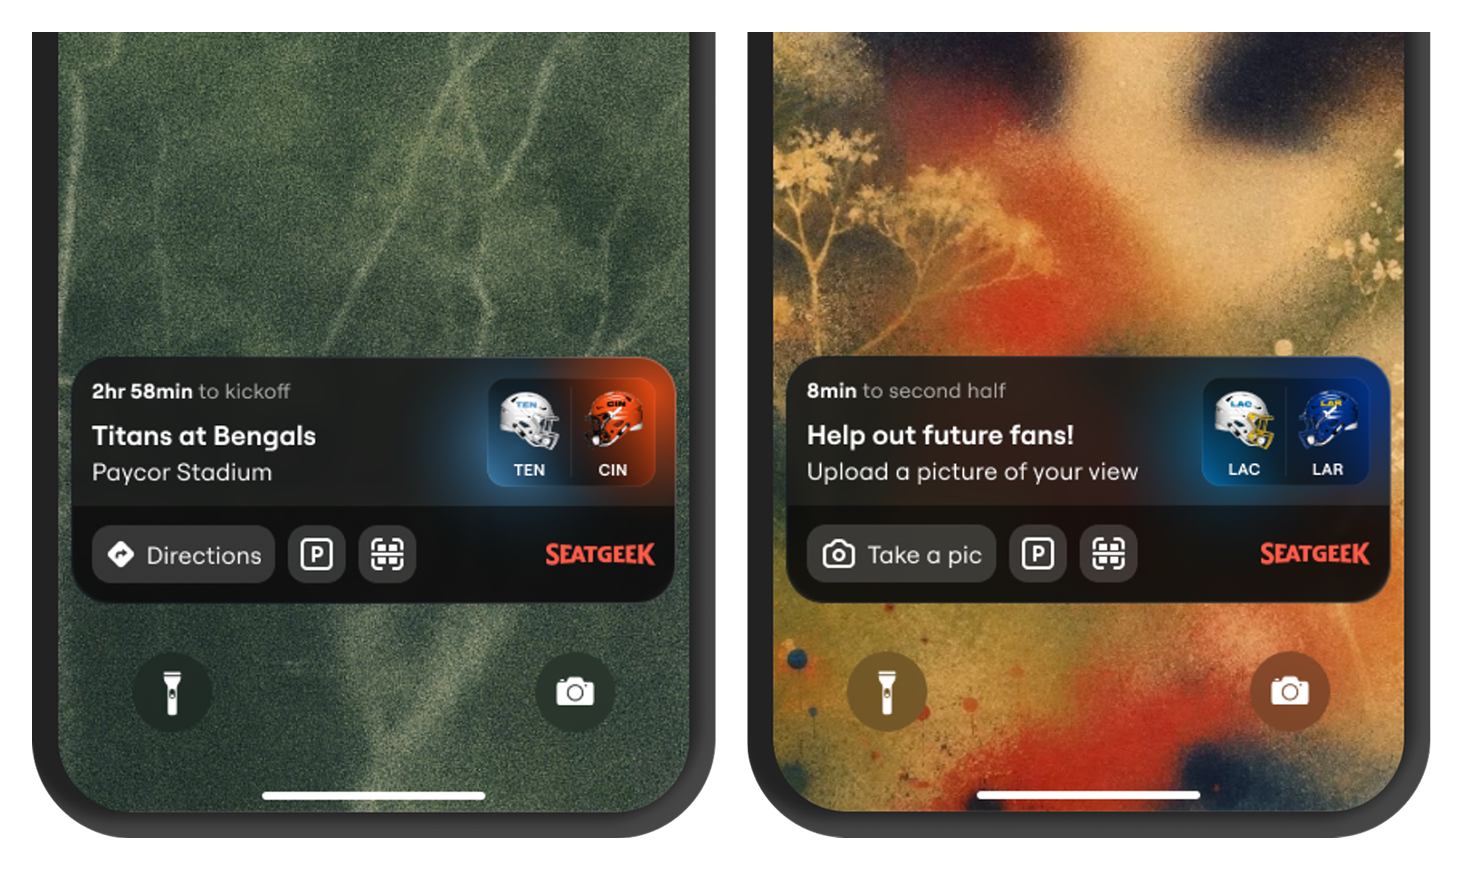 2hr 58min to kickoff
Titans at Bengals
Paycor Stadium
TEN
CIN
TEN
CIN
Directions
P
SEATGEEK
8min to second half
Help out future fans!
Upload a picture of your view
LAC
LAR
LAC
LAR
Take a pic
P
SEATGEEK